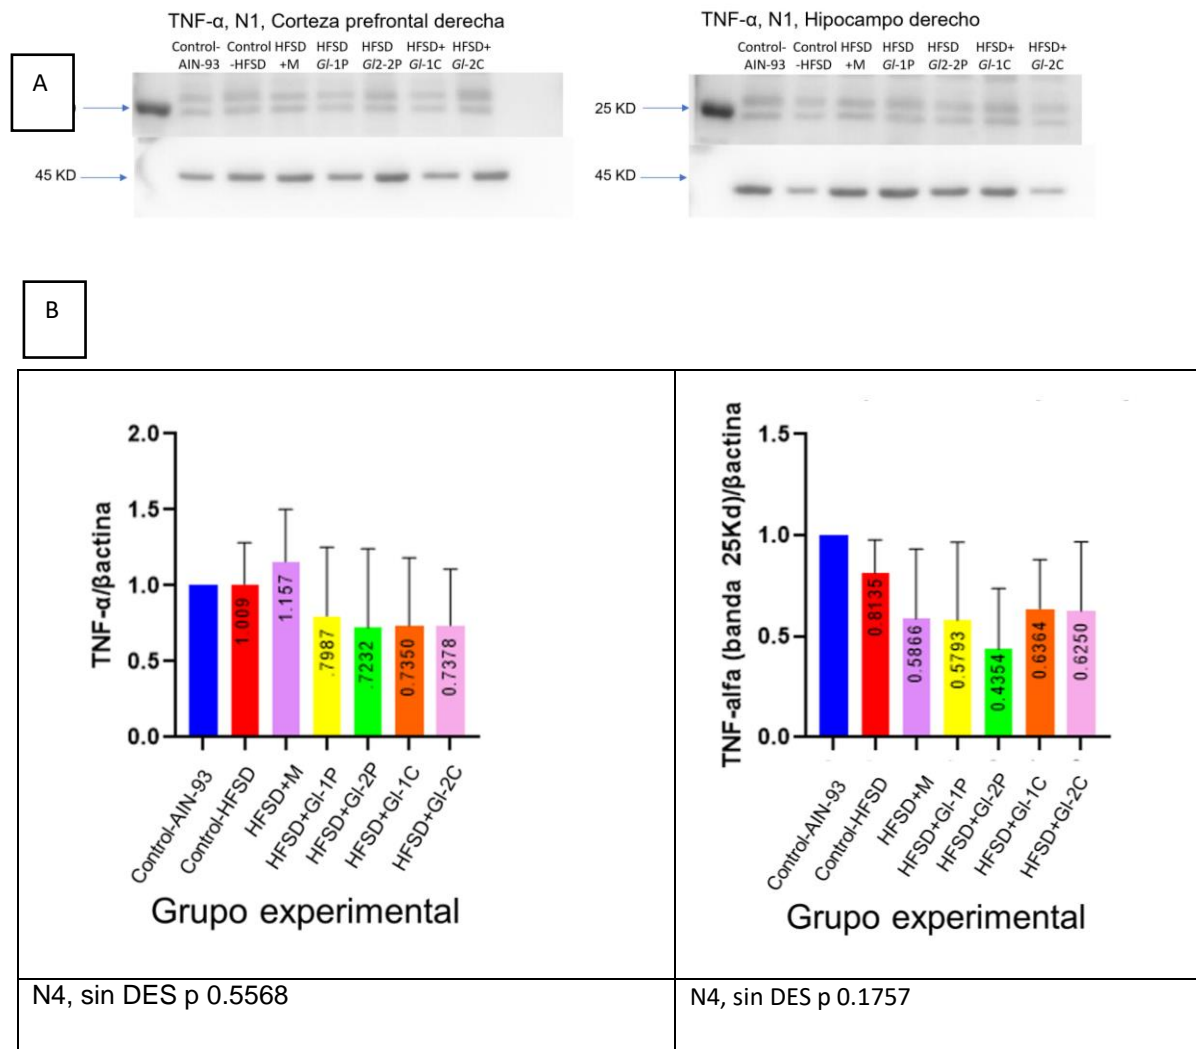 TNF-α, N1, Corteza prefrontal derecha
Control-AIN-93 Control-HFSD HFSD+M HFSD Gl-1P HFSD Gl2-2P HFSD+Gl-1C HFSD+Gl-2C
A
45 KD
TNF-α, N1, Hipocampo derecho
Control-AIN-93 Control-HFSD HFSD+M HFSD Gl-1P HFSD Gl2-2P HFSD+Gl-1C HFSD+Gl-2C
25 KD
45 KD
B
TNF-α/βactina
2.0
1.5
1.0
0.5
0.0
1.009
1.157
.7987
.7232
0.7350
0.7378
Control-AIN-93
Control-HFSD
HFSD+M
HFSD+Gl-1P
HFSD+Gl-2P
HFSD+Gl-1C
HFSD+Gl-2C
Grupo experimental
N4, sin DES p 0.5568
TNF-alfa (banda 25Kd)/βactina
1.5
1.0
0.5
0.0
0.8135
0.5866
0.5793
0.4354
0.6364
0.6250
Control-AIN-93
Control-HFSD
HFSD+M
HFSD+Gl-1P
HFSD+Gl-2P
HFSD+Gl-1C
HFSD+Gl-2C
Grupo experimental
N4, sin DES p 0.1757